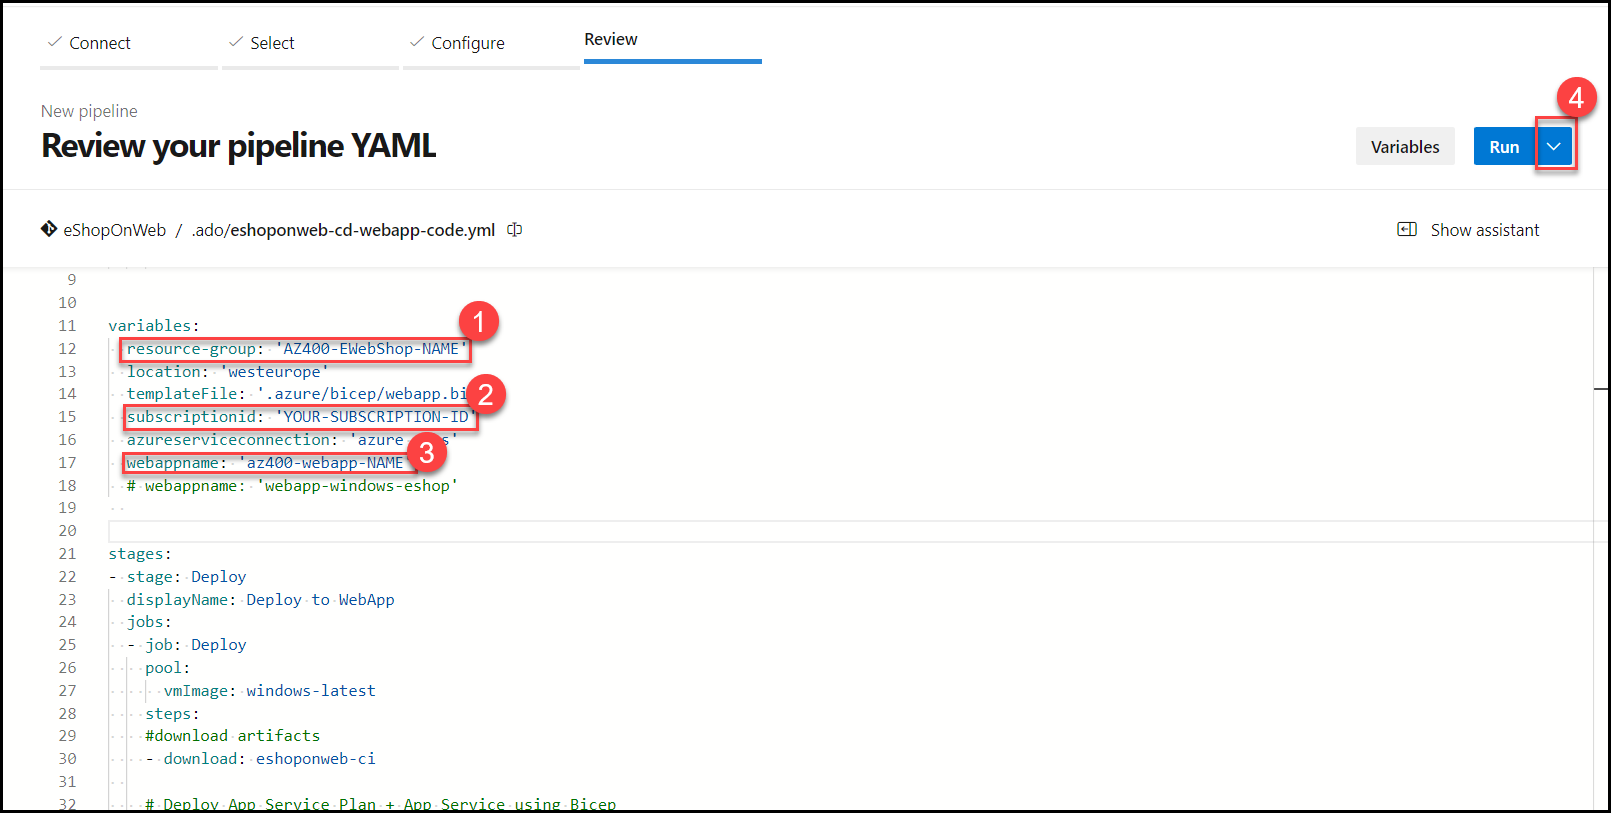 Connect
Select
Configure
Review
4
New pipeline
Review your pipeline YAML
Variables
Run
eShopOnWeb / .ado/eshoponweb-cd-webapp-code.yml
Show assistant
9
10
1
11 variables:
12 resource-group: 'AZ400-EWebShop-NAME'
13 location: 'westeurope'
2
14 templateFile: '.azure/bicep/webapp.bi
15 subscriptionid: 'YOUR-SUBSCRIPTION-ID'
16 azureserviceconnection: 'azure s'
3
17 webappname: 'az400-webapp-NAME'
18 # webappname: 'webapp-windows-eshop'
19
20
21 stages:
22 - stage: Deploy
23 displayName: Deploy to WebApp
24 jobs:
25 - job: Deploy
26 pool:
27 vmImage: windows-latest
28 steps:
29 #download artifacts
30 - download: eshoponweb-ci
31
32 # Deploy App Service Plan + App Service using Bicep